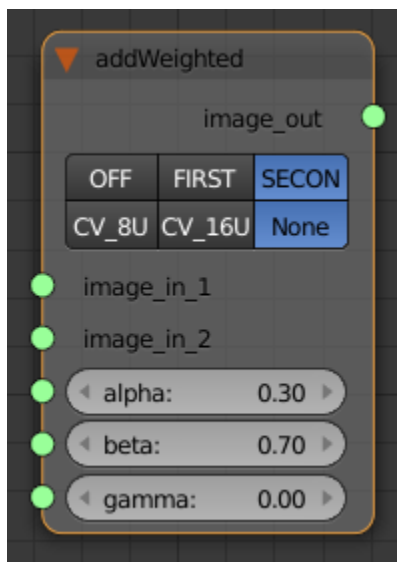 addWeighted
image_out
OFF FIRST SECON
CV_8U CV_16U None
image_in_1
image_in_2
alpha: 0.30
beta: 0.70
gamma: 0.00